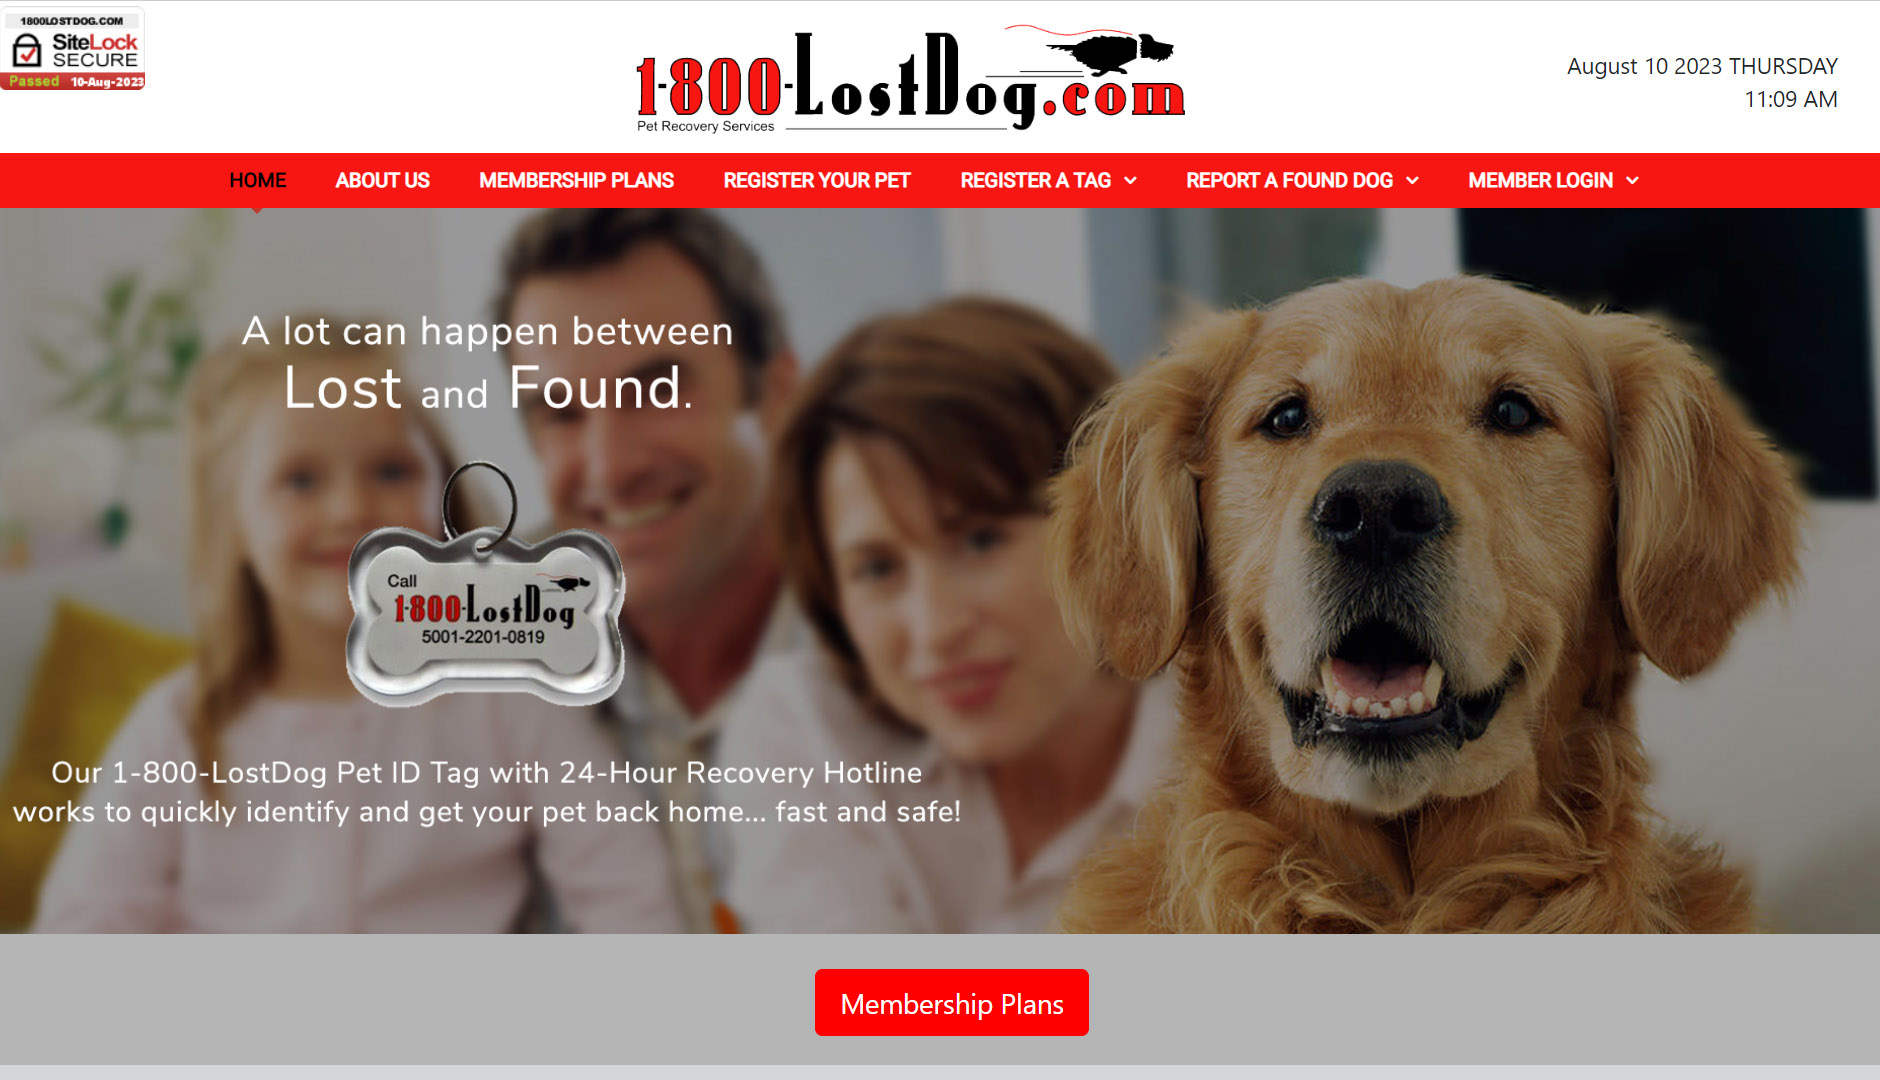 1800LOSTDOG.COM
SiteLock
SECURE
Passed 10-Aug-2023
1-800-LostDog.com
Pet Recovery Services
August 10 2023 THURSDAY
11:09 AM
HOME ABOUT US MEMBERSHIP PLANS REGISTER YOUR PET REGISTER A TAG REPORT A FOUND DOG MEMBER LOGIN
A lot can happen between
Lost and Found.
Call
1-800-LostDog
5001-2201-0819
Our 1-800-LostDog Pet ID Tag with 24-Hour Recovery Hotline
works to quickly identify and get your pet back home... fast and safe!
Membership Plans